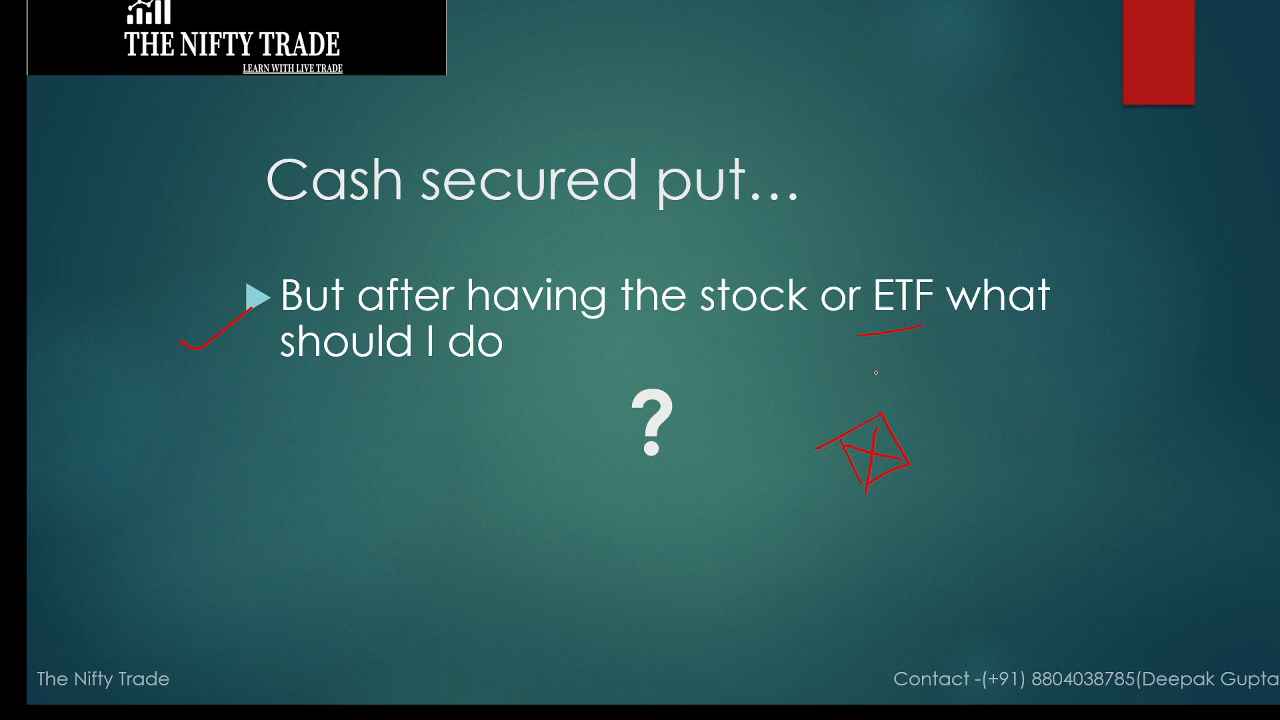 THE NIFTY TRADE
LEARN WITH LIVE TRADE
Cash secured put...
But after having the stock or ETF what
should I do
?
The Nifty Trade
Contact -(+91) 8804038785(Deepak Gupta